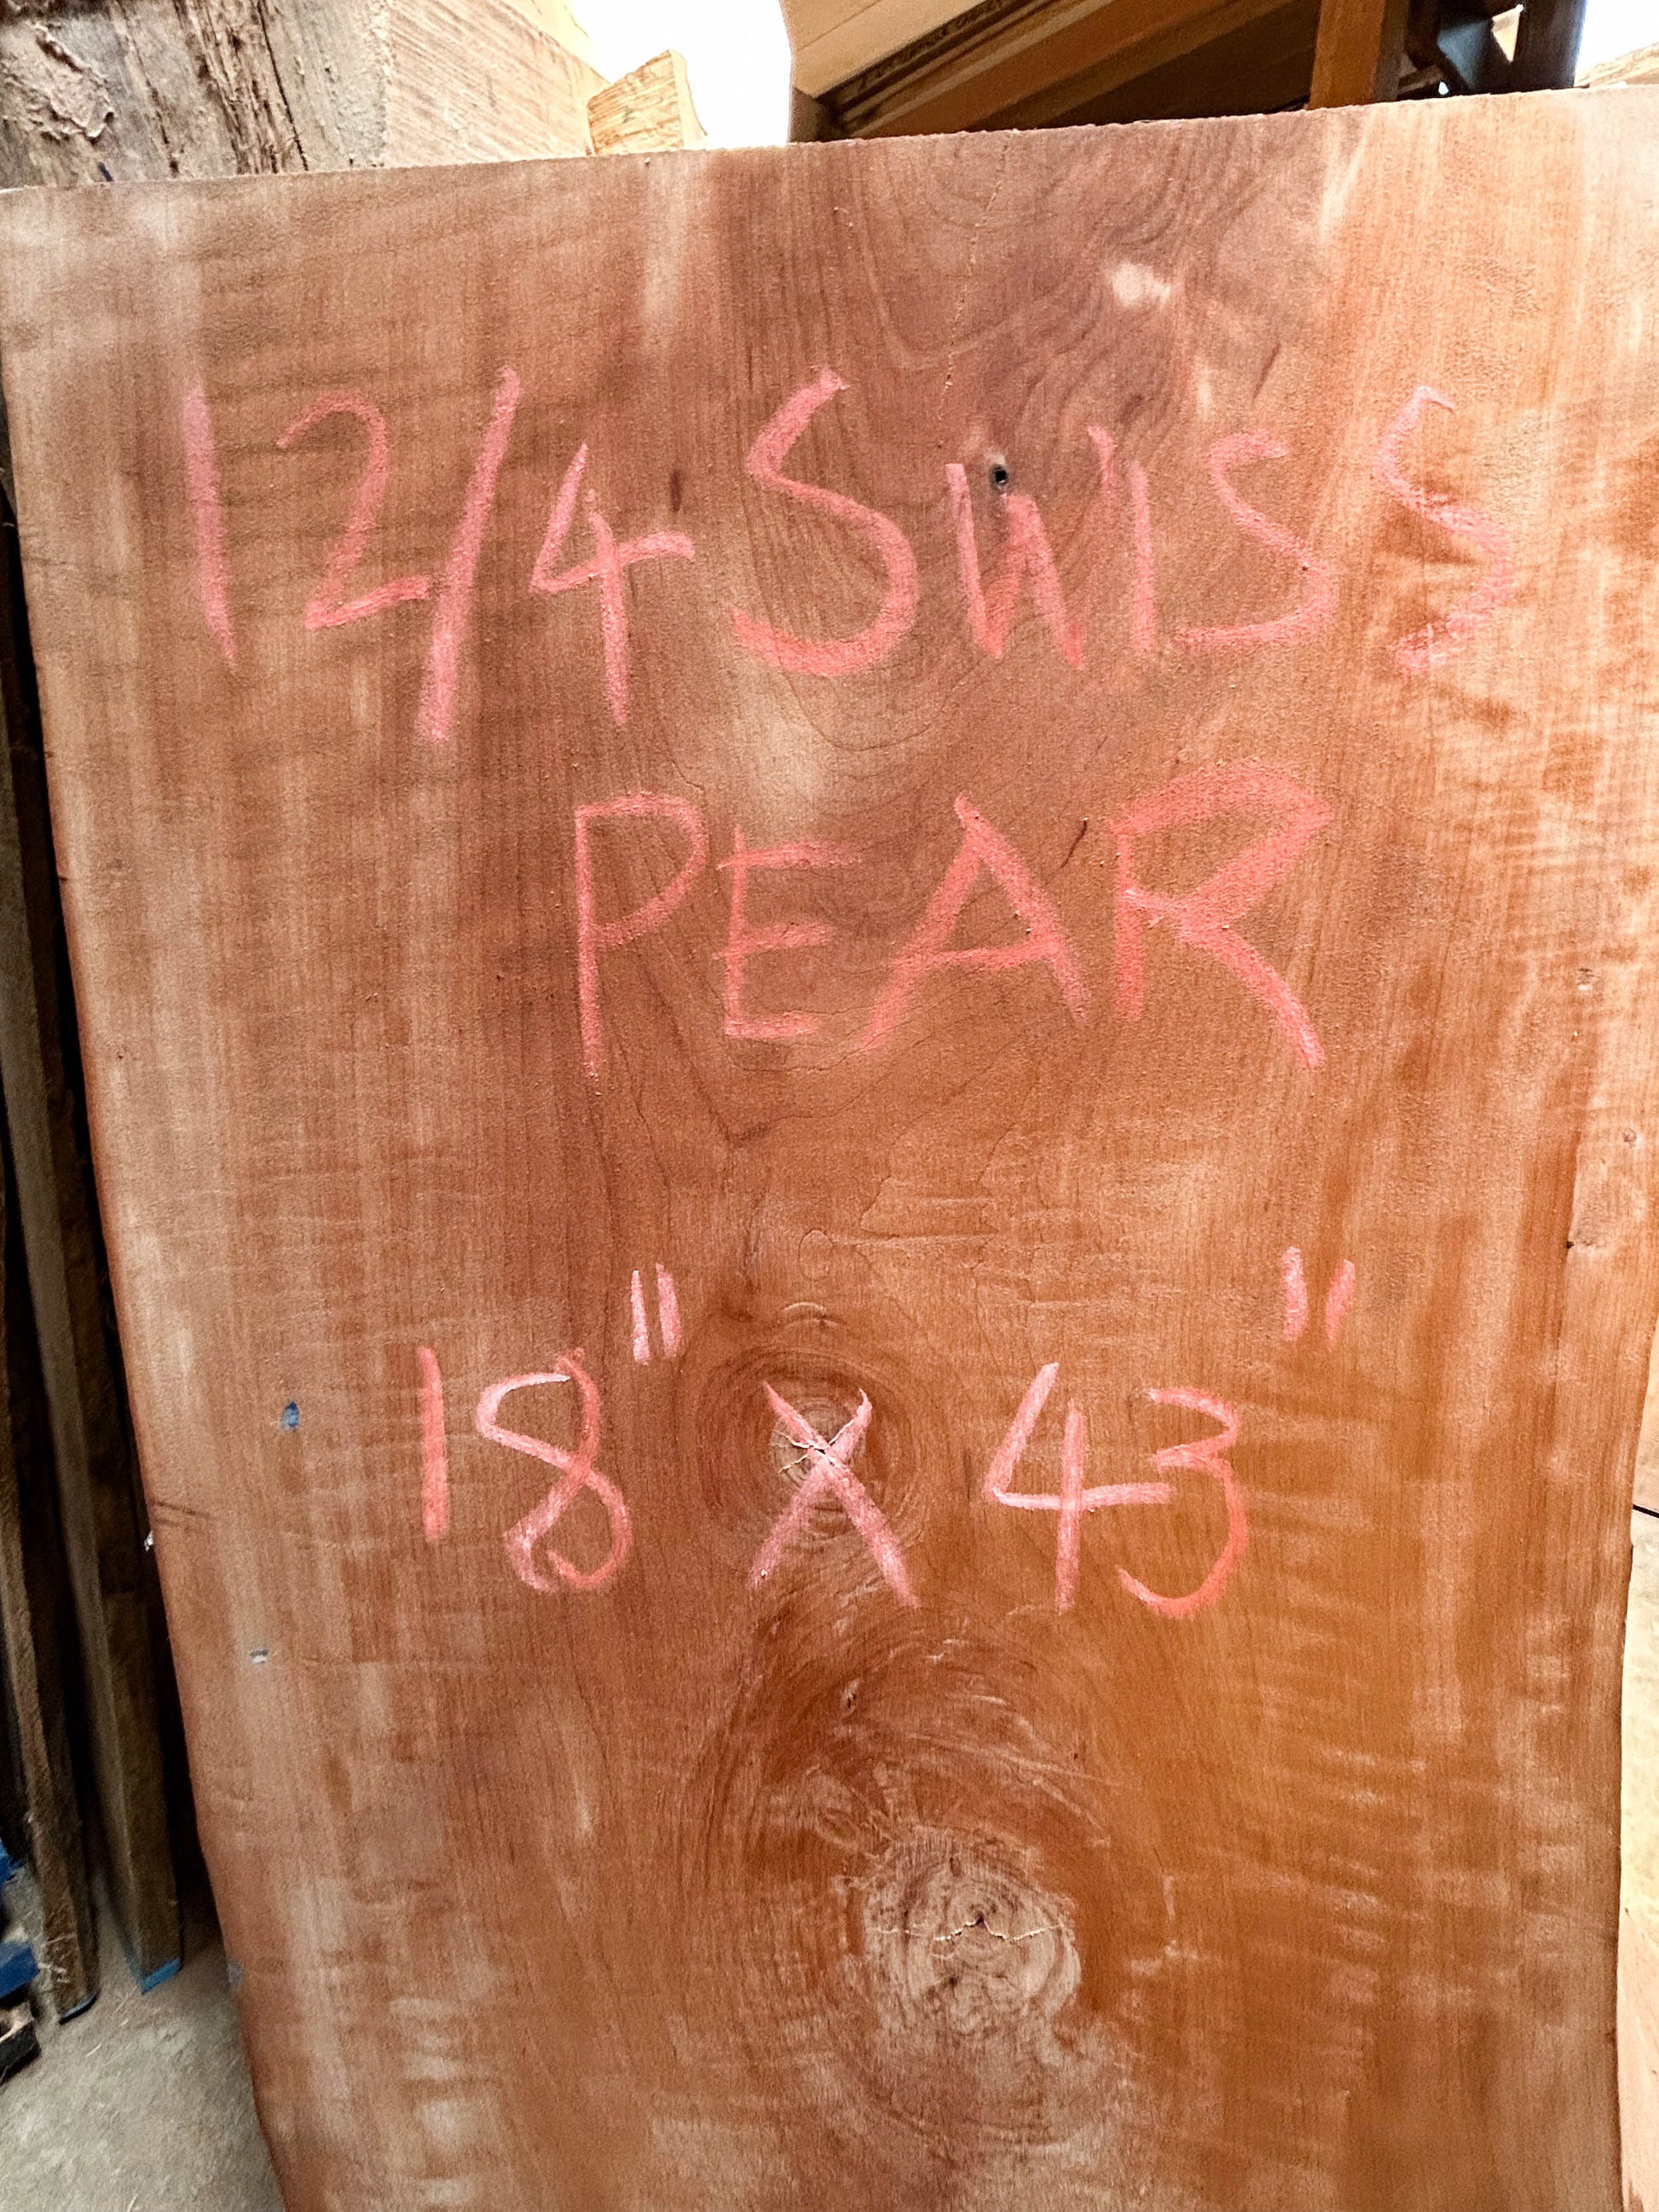 12/4 SWISS
PEAR
18" X 43"